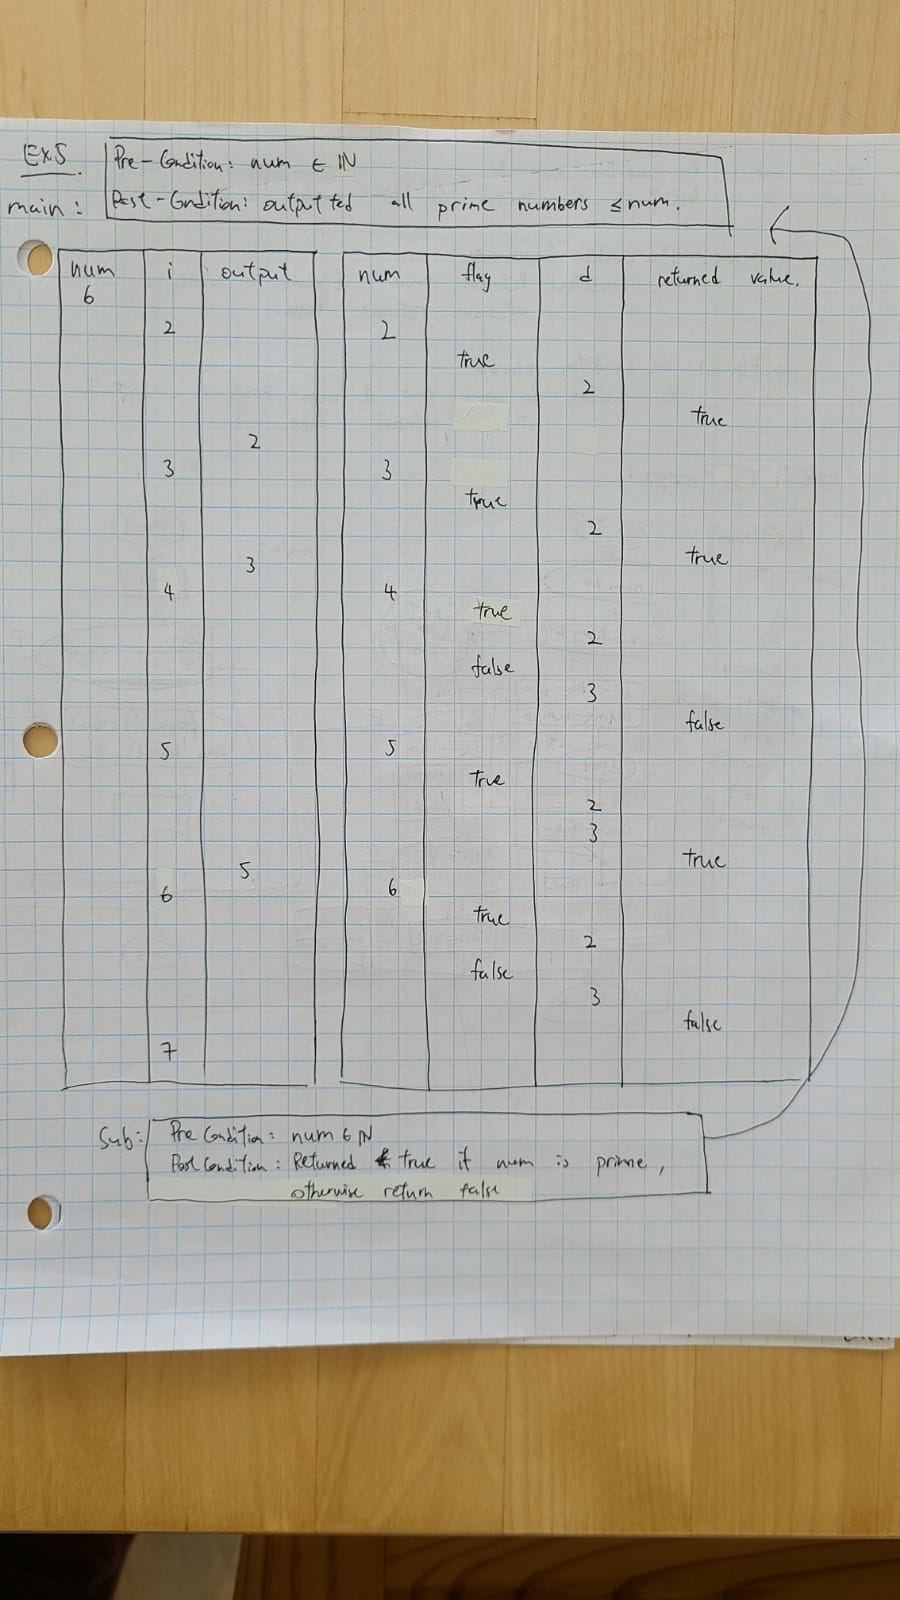 Ex5
Pre-Condition: num ∈ IN
main: Post-Condition: outputted all prime numbers ≤ num.
num i output num flag d returned value.
6
2 2
true
2
true
2
3 3
true
2
true
3
4 4
true
2
false
3
false
5 5
true
2
3
true
5
6 6
true
2
false
3
false
7
Sub: Pre Condition: num ∈ IN
Post Condition: Returned true if num is prime,
otherwise return false